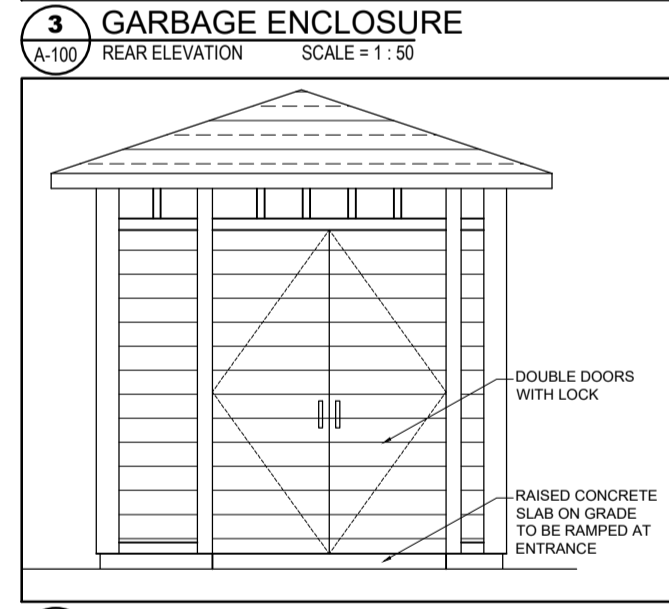 3 GARBAGE ENCLOSURE
A-100 REAR ELEVATION SCALE = 1 : 50
DOUBLE DOORS
WITH LOCK
RAISED CONCRETE
SLAB ON GRADE
TO BE RAMPED AT
ENTRANCE